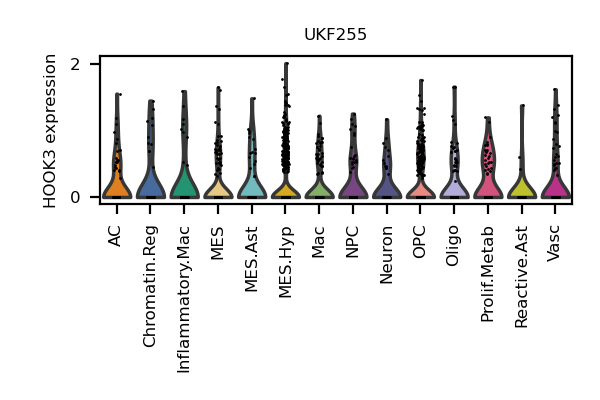 UKF255
HOOK3 expression
2
0
AC
Chromatin.Reg
Inflammatory.Mac
MES
MES.Ast
MES.Hyp
Mac
NPC
Neuron
OPC
Oligo
Prolif.Metab
Reactive.Ast
Vasc